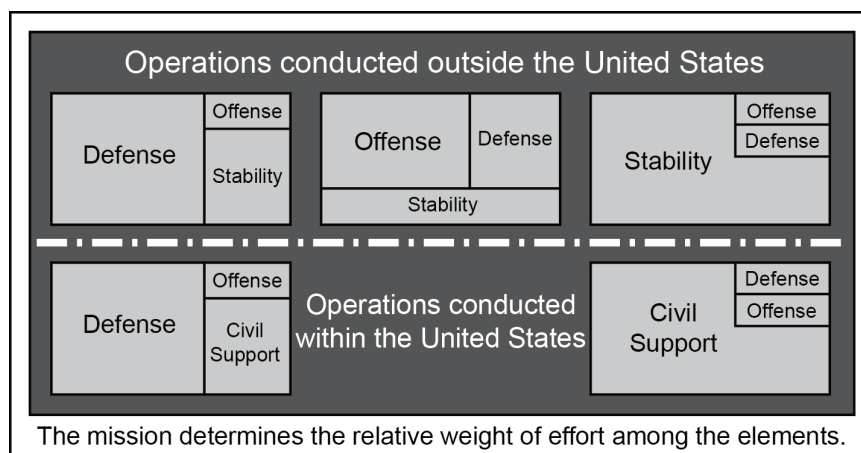 Operations conducted outside the United States
Defense
Offense
Stability
Offense
Defense
Stability
Stability
Offense
Defense
Defense
Offense
Civil
Support
Operations conducted
within the United States
Civil
Support
Defense
Offense
The mission determines the relative weight of effort among the elements.